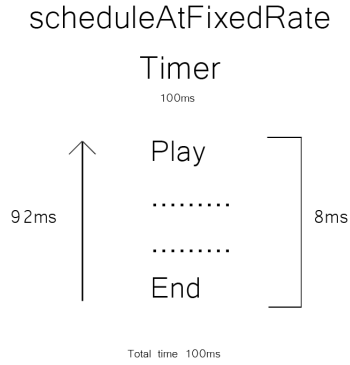 scheduleAtFixedRate
Timer
100ms
Play
.........
92ms
8ms
.........
End
Total time 100ms